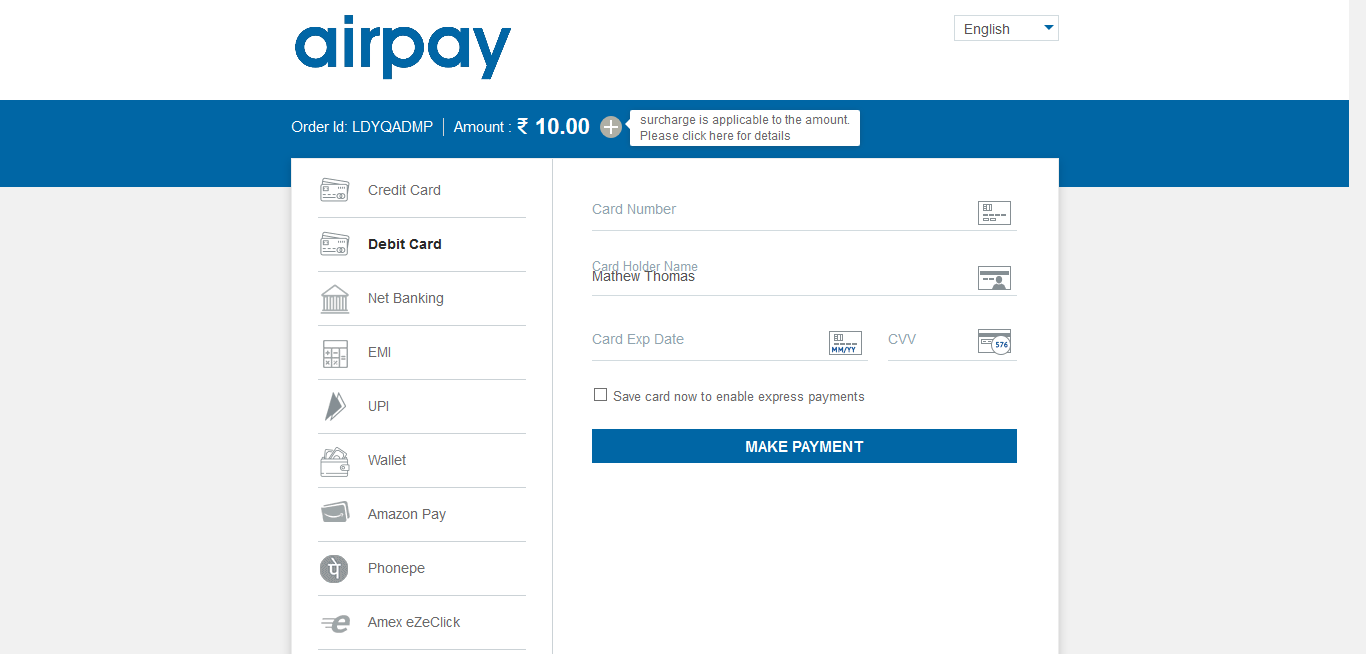 airpay
English
Order Id: LDYQADMP Amount : ₹ 10.00
surcharge is applicable to the amount.
Please click here for details
Credit Card
Debit Card
Net Banking
EMI
UPI
Wallet
Amazon Pay
Phonepe
Amex eZeClick
Card Number
Card Holder Name
Mathew Thomas
Card Exp Date
MM/YY
CVV
576
Save card now to enable express payments
MAKE PAYMENT
पे